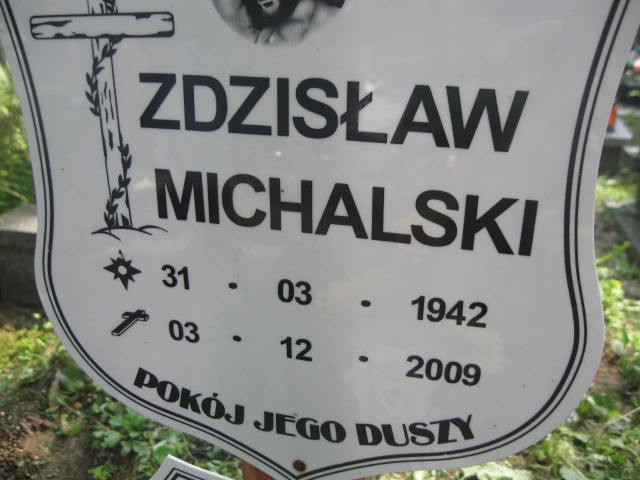 ZDZISŁAW
MICHALSKI
31 · 03 · 1942
03 · 12 · 2009
POKÓJ JEGO DUSZY